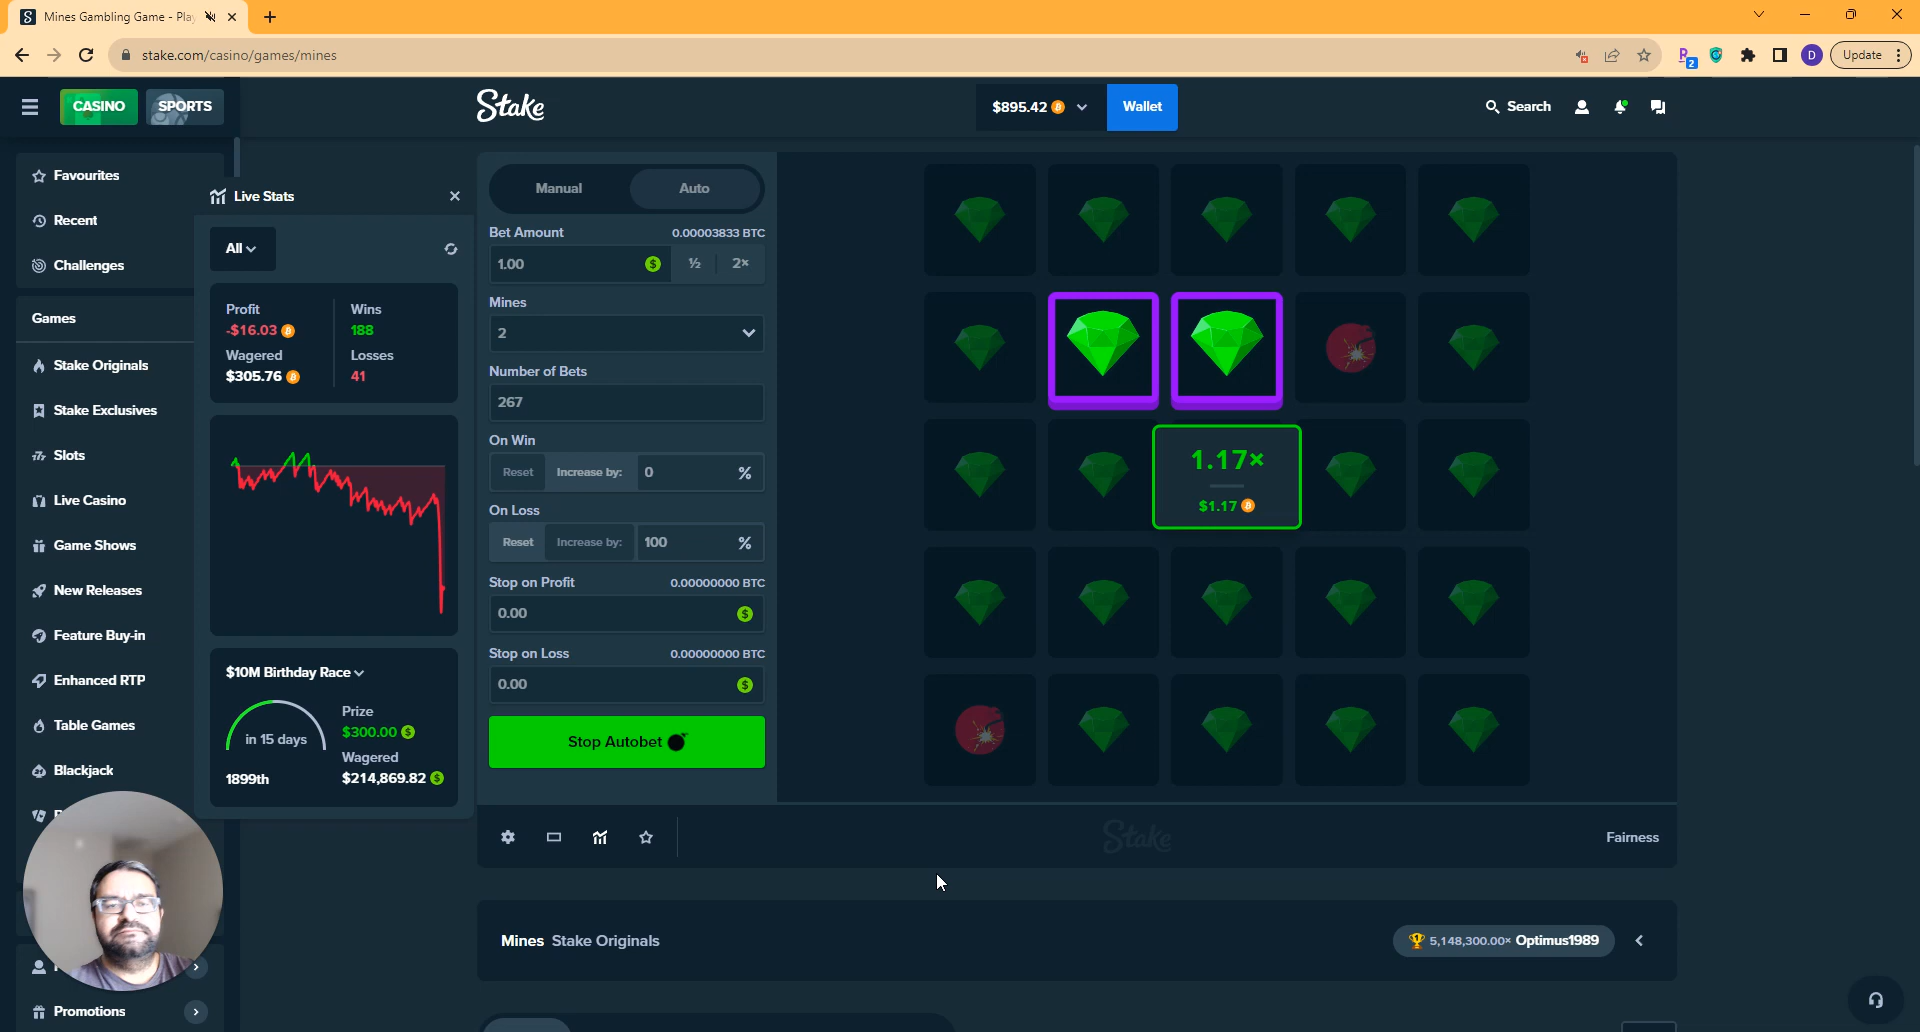 Mines Gambling Game - Play
stake.com/casino/games/mines
2
D
Update
CASINO
SPORTS
Stake
$895.42
Wallet
Search
Favourites
Recent
Challenges
Games
Stake Originals
Stake Exclusives
Slots
Live Casino
Game Shows
New Releases
Feature Buy-in
Enhanced RTP
Table Games
Blackjack
Promotions
Live Stats
All
Profit
-$16.03
Wins
188
Wagered
$305.76
Losses
41
$10M Birthday Race
in 15 days
1899th
Prize
$300.00
Wagered
$214,869.82
Manual
Auto
Bet Amount
0.00003833 BTC
1.00
½
2×
Mines
2
Number of Bets
267
On Win
Reset
Increase by:
0
%
On Loss
Reset
Increase by:
100
%
Stop on Profit
0.00000000 BTC
0.00
Stop on Loss
0.00000000 BTC
0.00
Stop Autobet
1.17×
$1.17
Stake
Fairness
Mines Stake Originals
5,148,300.00× Optimus1989